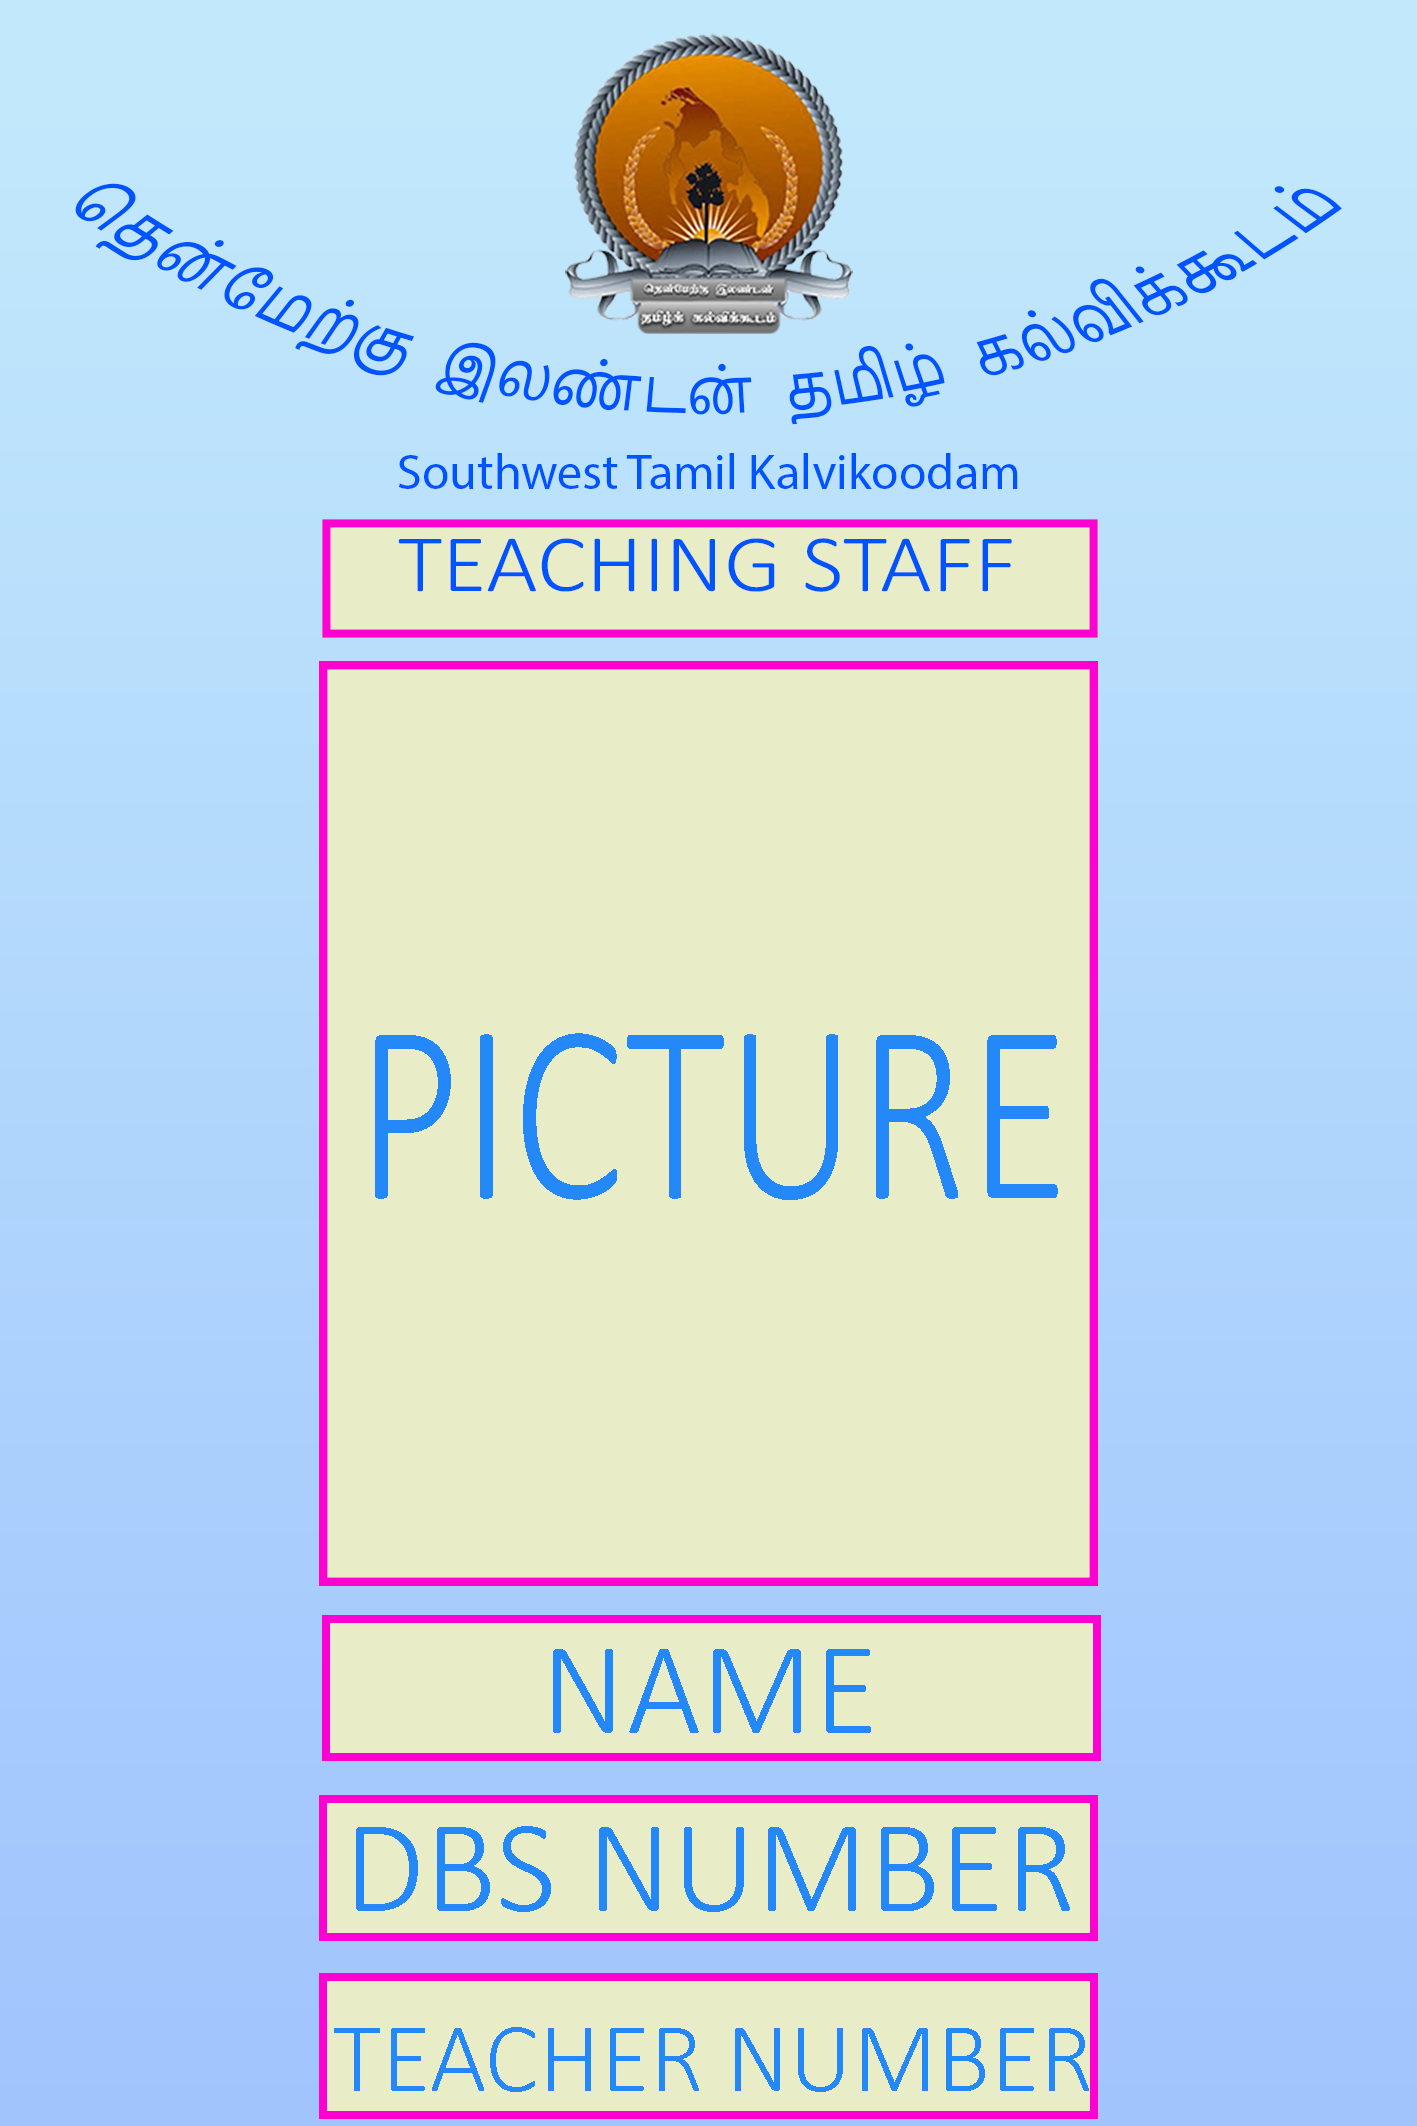 தென்மேற்கு இலண்டன்
தமிழ்க் கல்விக்கூடம்
தென்மேற்கு இலண்டன் தமிழ் கல்விக்கூடம்
Southwest Tamil Kalvikoodam
TEACHING STAFF
PICTURE
NAME
DBS NUMBER
TEACHER NUMBER